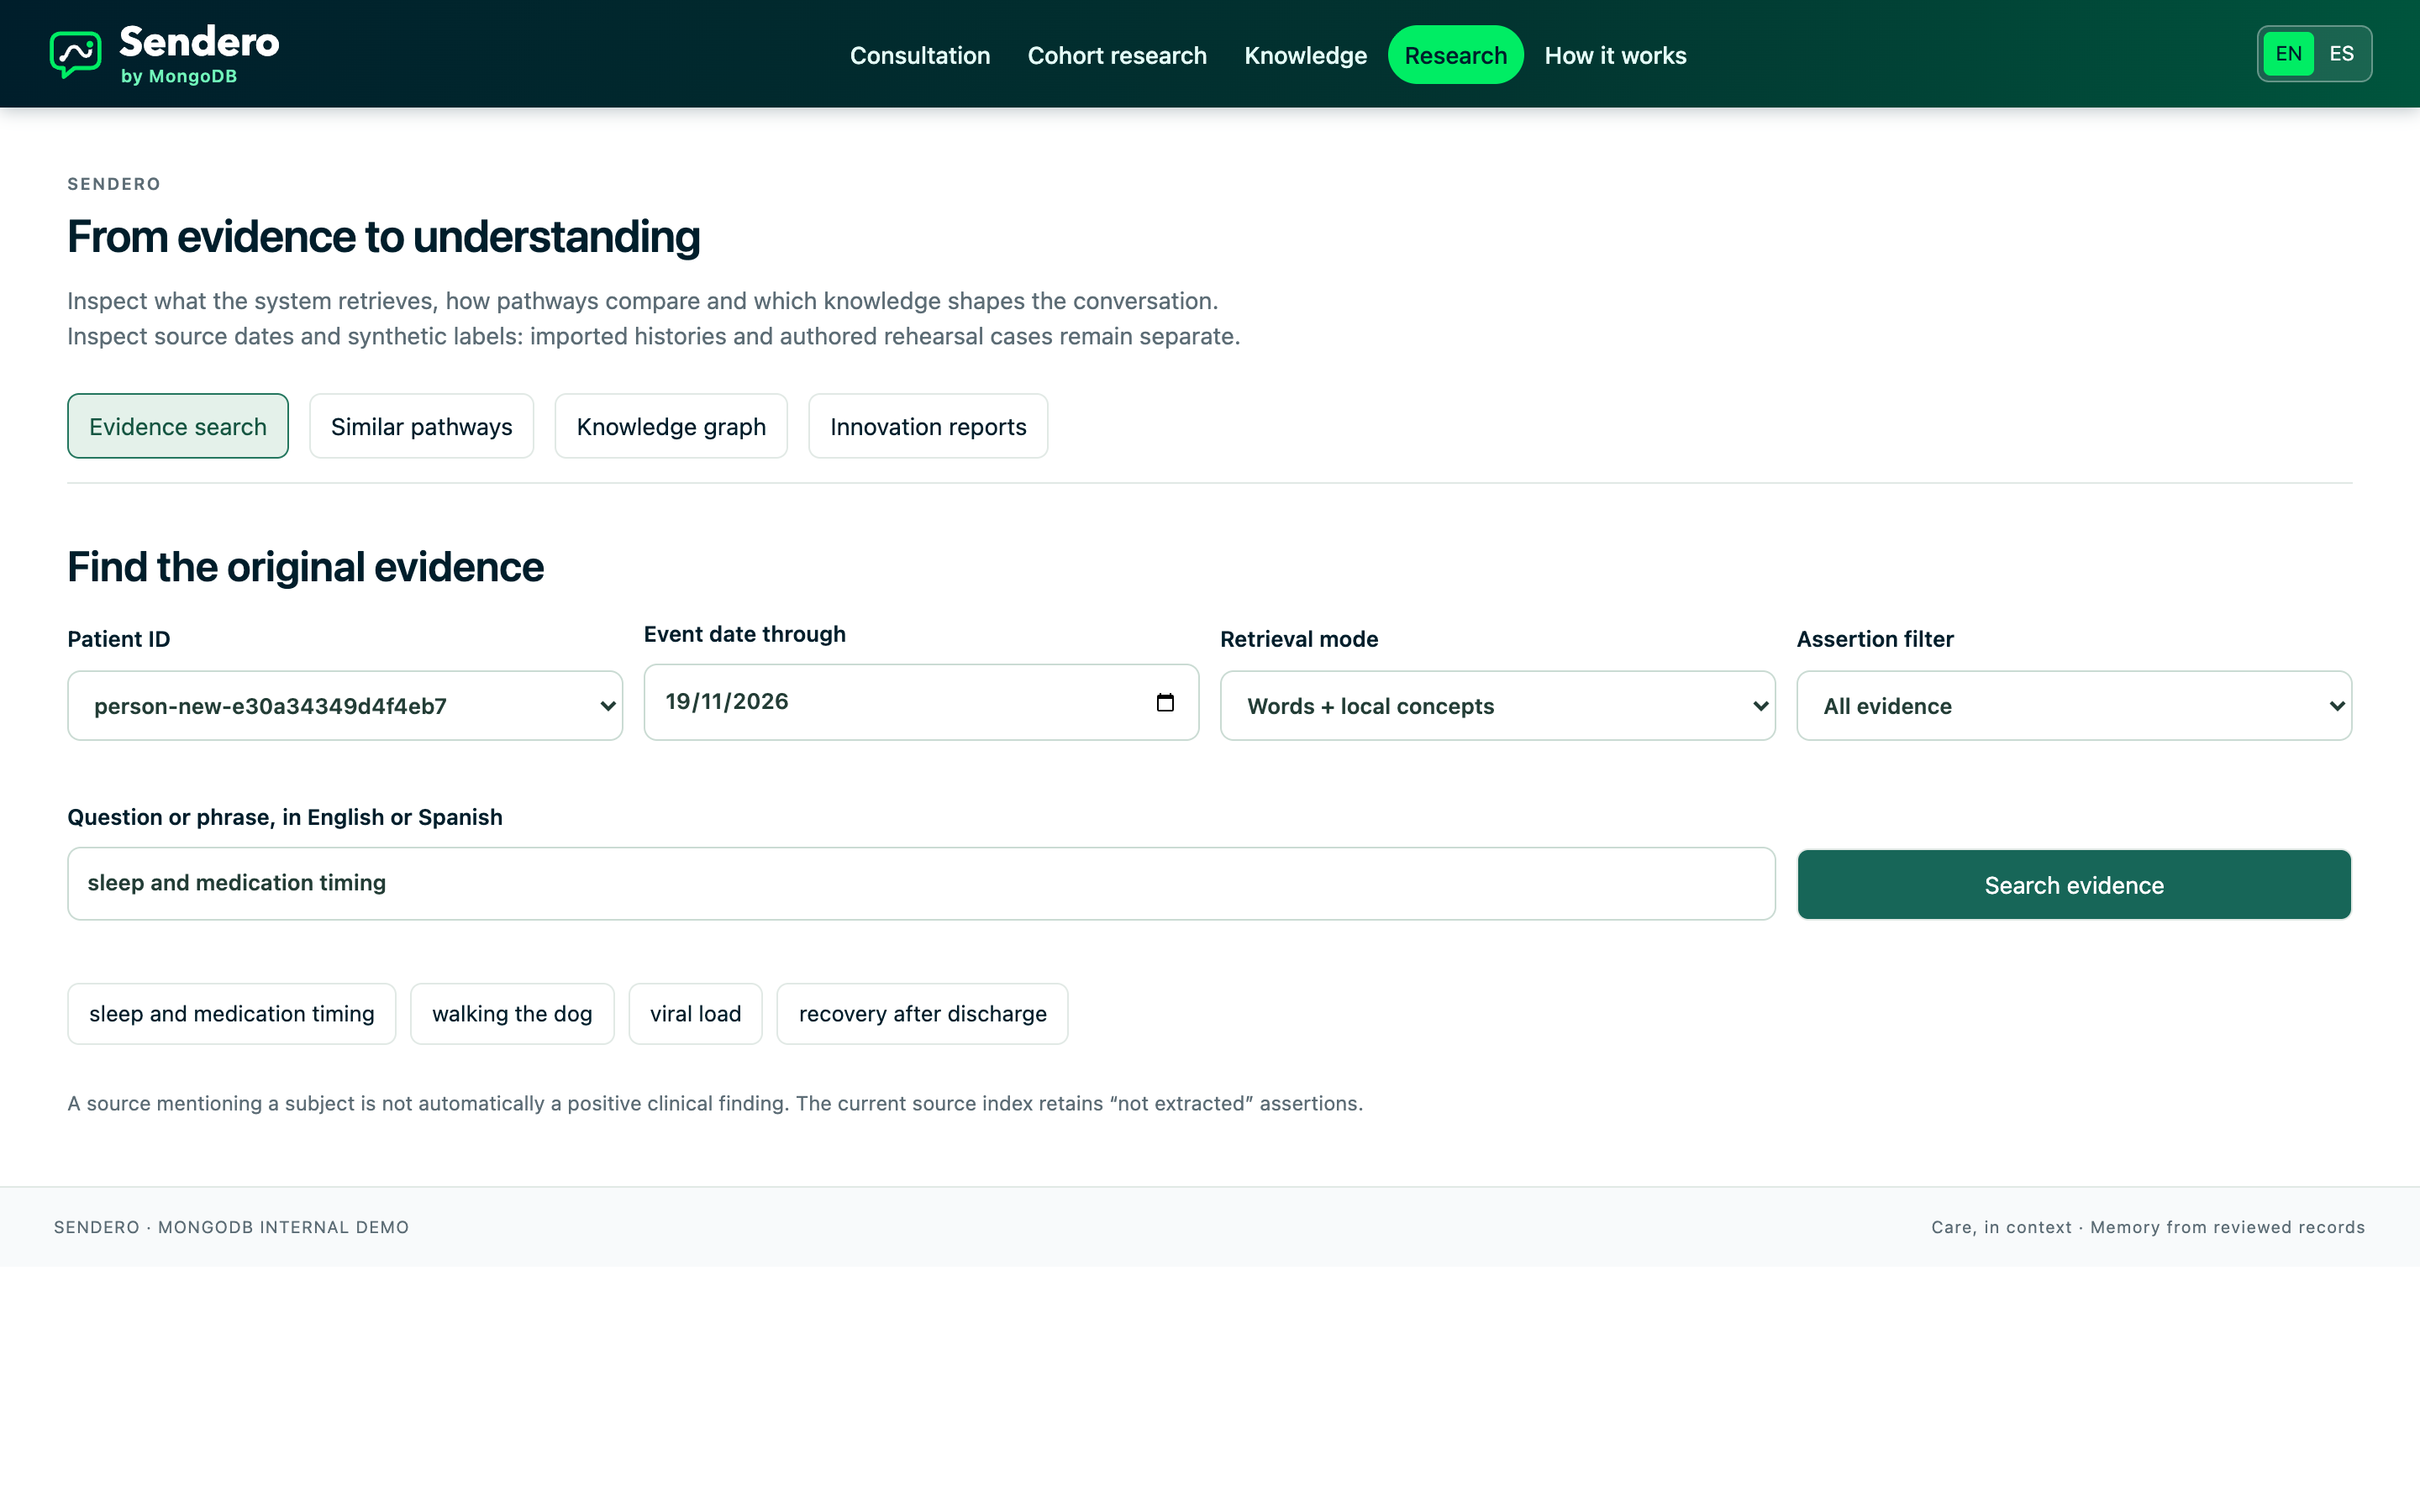 Sendero
by MongoDB
Consultation
Cohort research
Knowledge
Research
How it works
EN
ES
SENDERO
From evidence to understanding
Inspect what the system retrieves, how pathways compare and which knowledge shapes the conversation.
Inspect source dates and synthetic labels: imported histories and authored rehearsal cases remain separate.
Evidence search
Similar pathways
Knowledge graph
Innovation reports
Find the original evidence
Patient ID
Event date through
Retrieval mode
Assertion filter
person-new-e30a34349d4f4eb7
19/11/2026
Words + local concepts
All evidence
Question or phrase, in English or Spanish
sleep and medication timing
Search evidence
sleep and medication timing
walking the dog
viral load
recovery after discharge
A source mentioning a subject is not automatically a positive clinical finding. The current source index retains “not extracted” assertions.
SENDERO · MONGODB INTERNAL DEMO
Care, in context · Memory from reviewed records